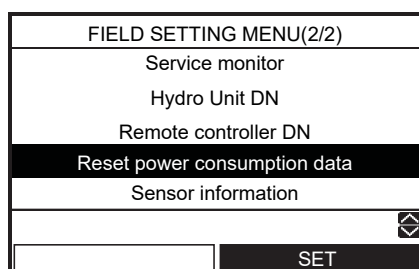 FIELD SETTING MENU(2/2)
Service monitor
Hydro Unit DN
Remote controller DN
Reset power consumption data
Sensor information
SET